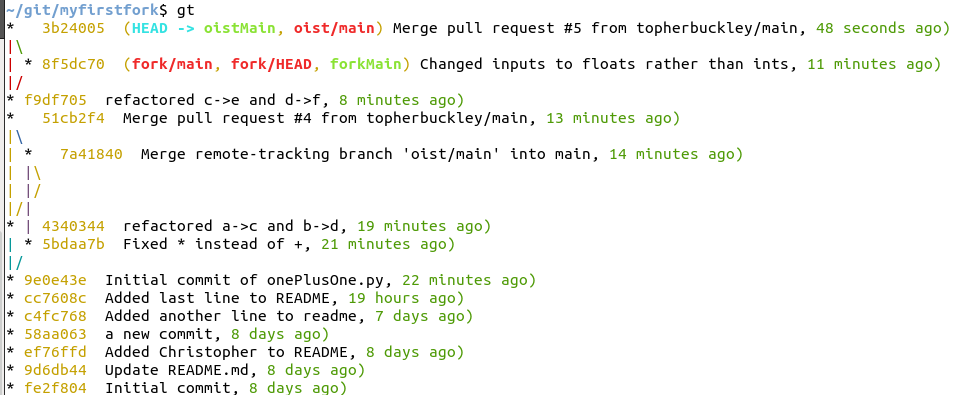 ~/git/myfirstfork$ gt
*   3b24005  (HEAD -> oistMain, oist/main) Merge pull request #5 from topherbuckley/main, 48 seconds ago)
|\
| * 8f5dc70  (fork/main, fork/HEAD, forkMain) Changed inputs to floats rather than ints, 11 minutes ago)
|/
* f9df705  refactored c->e and d->f, 8 minutes ago)
*   51cb2f4  Merge pull request #4 from topherbuckley/main, 13 minutes ago)
|\
| *   7a41840  Merge remote-tracking branch 'oist/main' into main, 14 minutes ago)
| |\
| |/
|/|
* | 4340344  refactored a->c and b->d, 19 minutes ago)
| * 5bdaa7b  Fixed * instead of +, 21 minutes ago)
|/
* 9e0e43e  Initial commit of onePlusOne.py, 22 minutes ago)
* cc7608c  Added last line to README, 19 hours ago)
* c4fc768  Added another line to readme, 7 days ago)
* 58aa063  a new commit, 8 days ago)
* ef76ffd  Added Christopher to README, 8 days ago)
* 9d6db44  Update README.md, 8 days ago)
* fe2f804  Initial commit, 8 days ago)